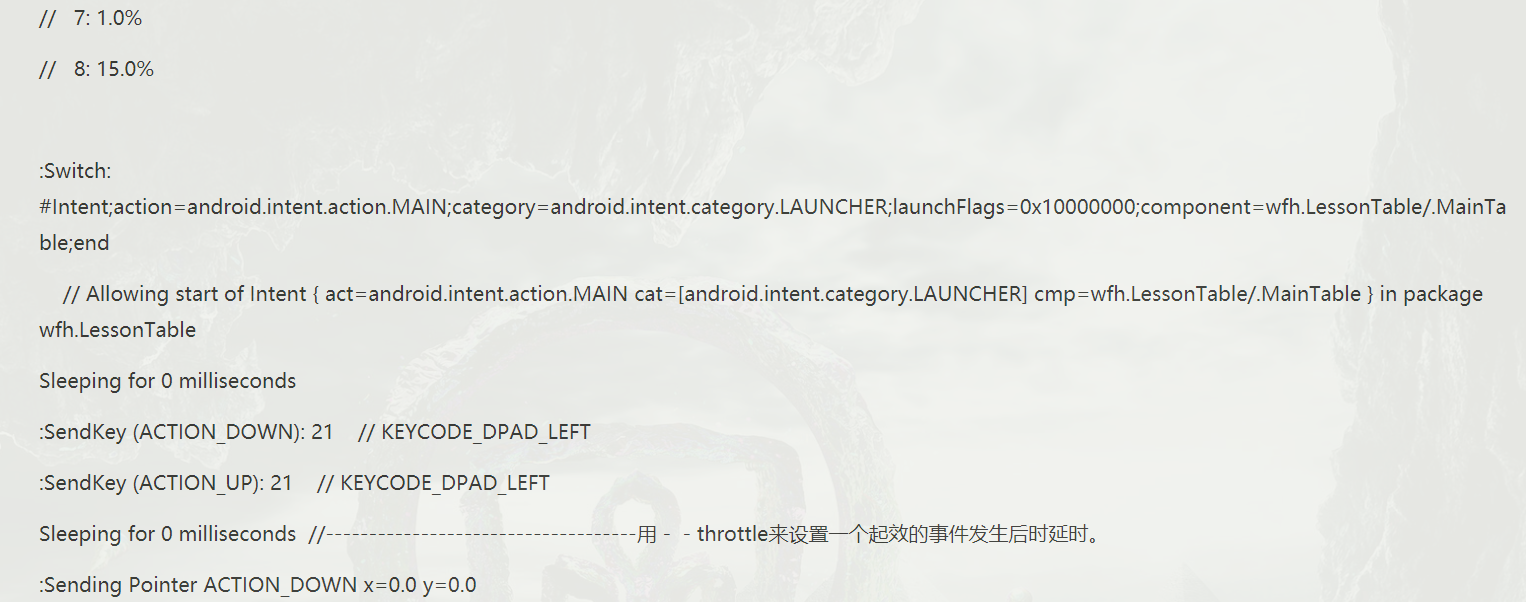 //   7: 1.0%
//   8: 15.0%
:Switch:
#Intent;action=android.intent.action.MAIN;category=android.intent.category.LAUNCHER;launchFlags=0x10000000;component=wfh.LessonTable/.MainTa
ble;end
// Allowing start of Intent { act=android.intent.action.MAIN cat=[android.intent.category.LAUNCHER] cmp=wfh.LessonTable/.MainTable } in package
wfh.LessonTable
Sleeping for 0 milliseconds
:SendKey (ACTION_DOWN): 21    // KEYCODE_DPAD_LEFT
:SendKey (ACTION_UP): 21    // KEYCODE_DPAD_LEFT
Sleeping for 0 milliseconds  //------------------------------------用－－throttle来设置一个起效的事件发生后时延时。
:Sending Pointer ACTION_DOWN x=0.0 y=0.0